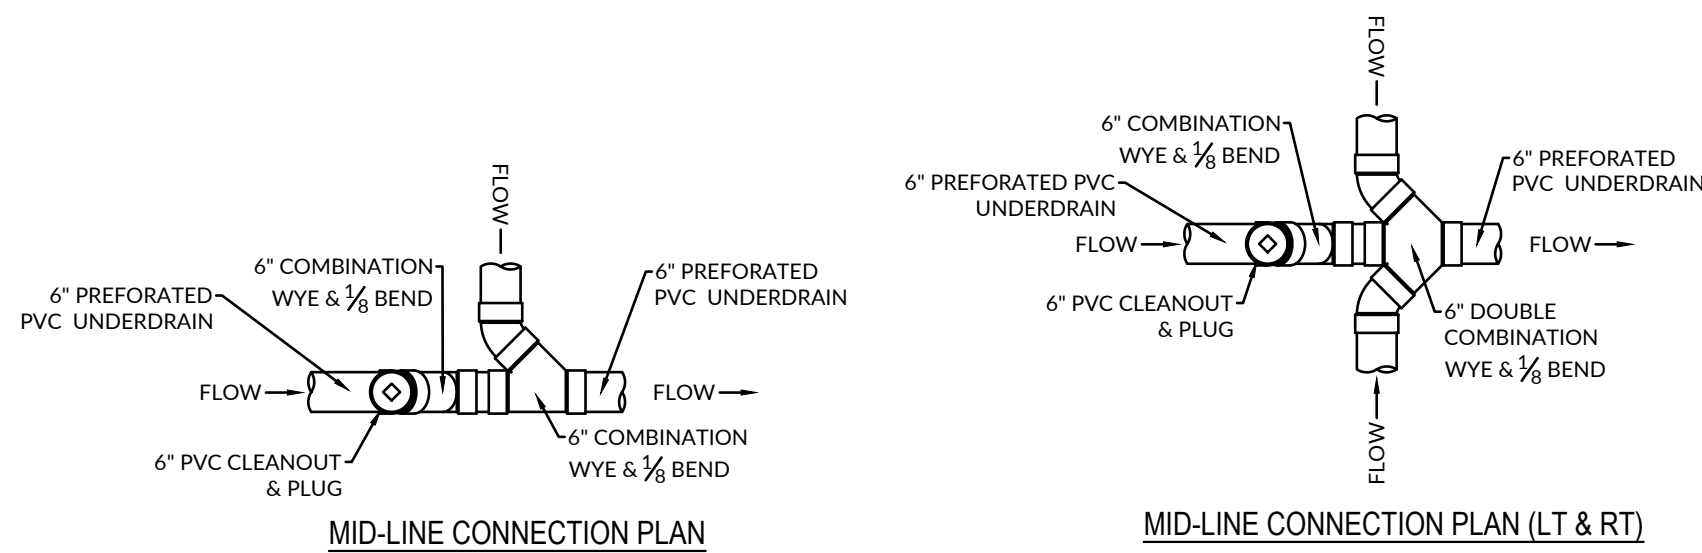 FLOW
6" COMBINATION
WYE & 1/8 BEND
6" PREFORATED
PVC UNDERDRAIN
6" PREFORATED
PVC UNDERDRAIN
FLOW
FLOW
6" PVC CLEANOUT
& PLUG
6" COMBINATION
WYE & 1/8 BEND
MID-LINE CONNECTION PLAN
FLOW
6" COMBINATION
WYE & 1/8 BEND
6" PREFORATED PVC
UNDERDRAIN
6" PREFORATED
PVC UNDERDRAIN
FLOW
FLOW
6" PVC CLEANOUT
& PLUG
6" DOUBLE
COMBINATION
WYE & 1/8 BEND
FLOW
MID-LINE CONNECTION PLAN (LT & RT)